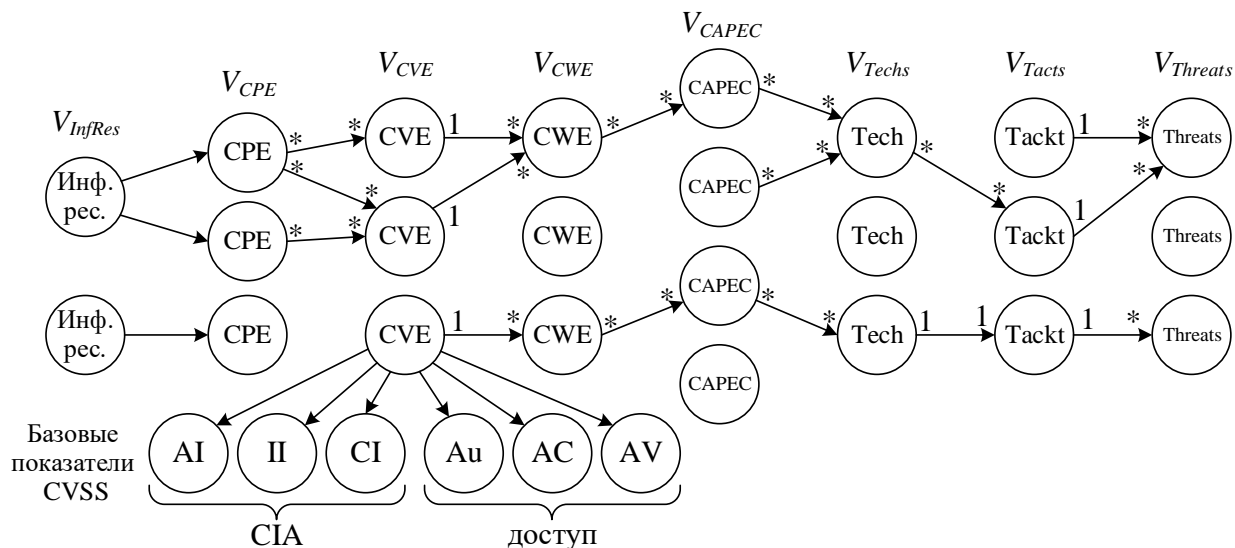 V_CAPEC
V_InfRes V_CPE V_CVE V_CWE V_Techs V_Tacts V_Threats
CAPEC
* *
CVE 1 * CWE * * Tech * Tackt 1 * Threats
CPE * * * *
Инф.
рес.
CAPEC * *
* * 1 * * 1 *
CPE * * CVE CWE Tech Tackt Threats
CAPEC
* *
Инф.
рес.
CPE CVE 1 * CWE * * Tech 1 1 Tackt 1 * Threats
CAPEC
Базовые
показатели
CVSS
AI II CI Au AC AV
CIA доступ